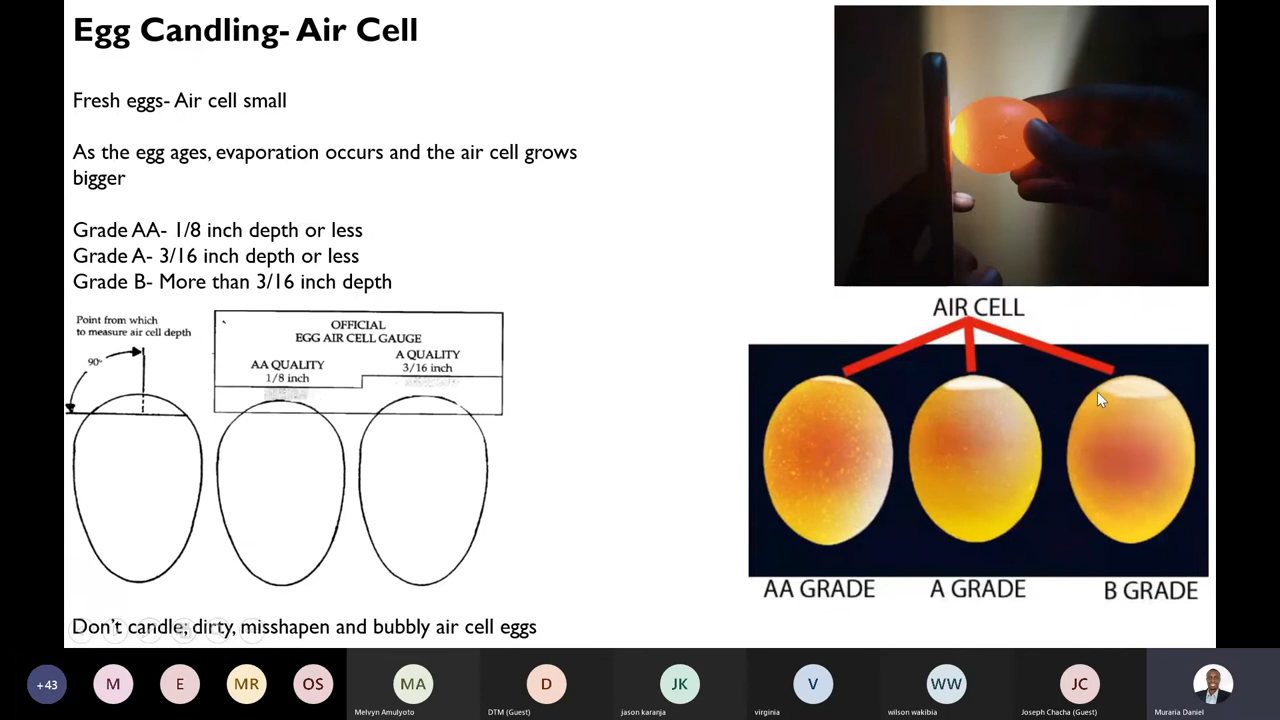 Egg Candling- Air Cell
Fresh eggs- Air cell small
As the egg ages, evaporation occurs and the air cell grows
bigger
Grade AA- 1/8 inch depth or less
Grade A- 3/16 inch depth or less
Grade B- More than 3/16 inch depth
Point from which
to measure air cell depth
90°
OFFICIAL
EGG AIR CELL GAUGE
AA QUALITY
1/8 inch
A QUALITY
3/16 inch
AIR CELL
AA GRADE
A GRADE
B GRADE
Don't candle; dirty, misshapen and bubbly air cell eggs
+43
M
E
MR
OS
MA
D
JK
V
WW
JC
Melvyn Amulyoto
DTM (Guest)
jason karanja
virginia
wilson wakibia
Joseph Chacha (Guest)
Muraria Daniel